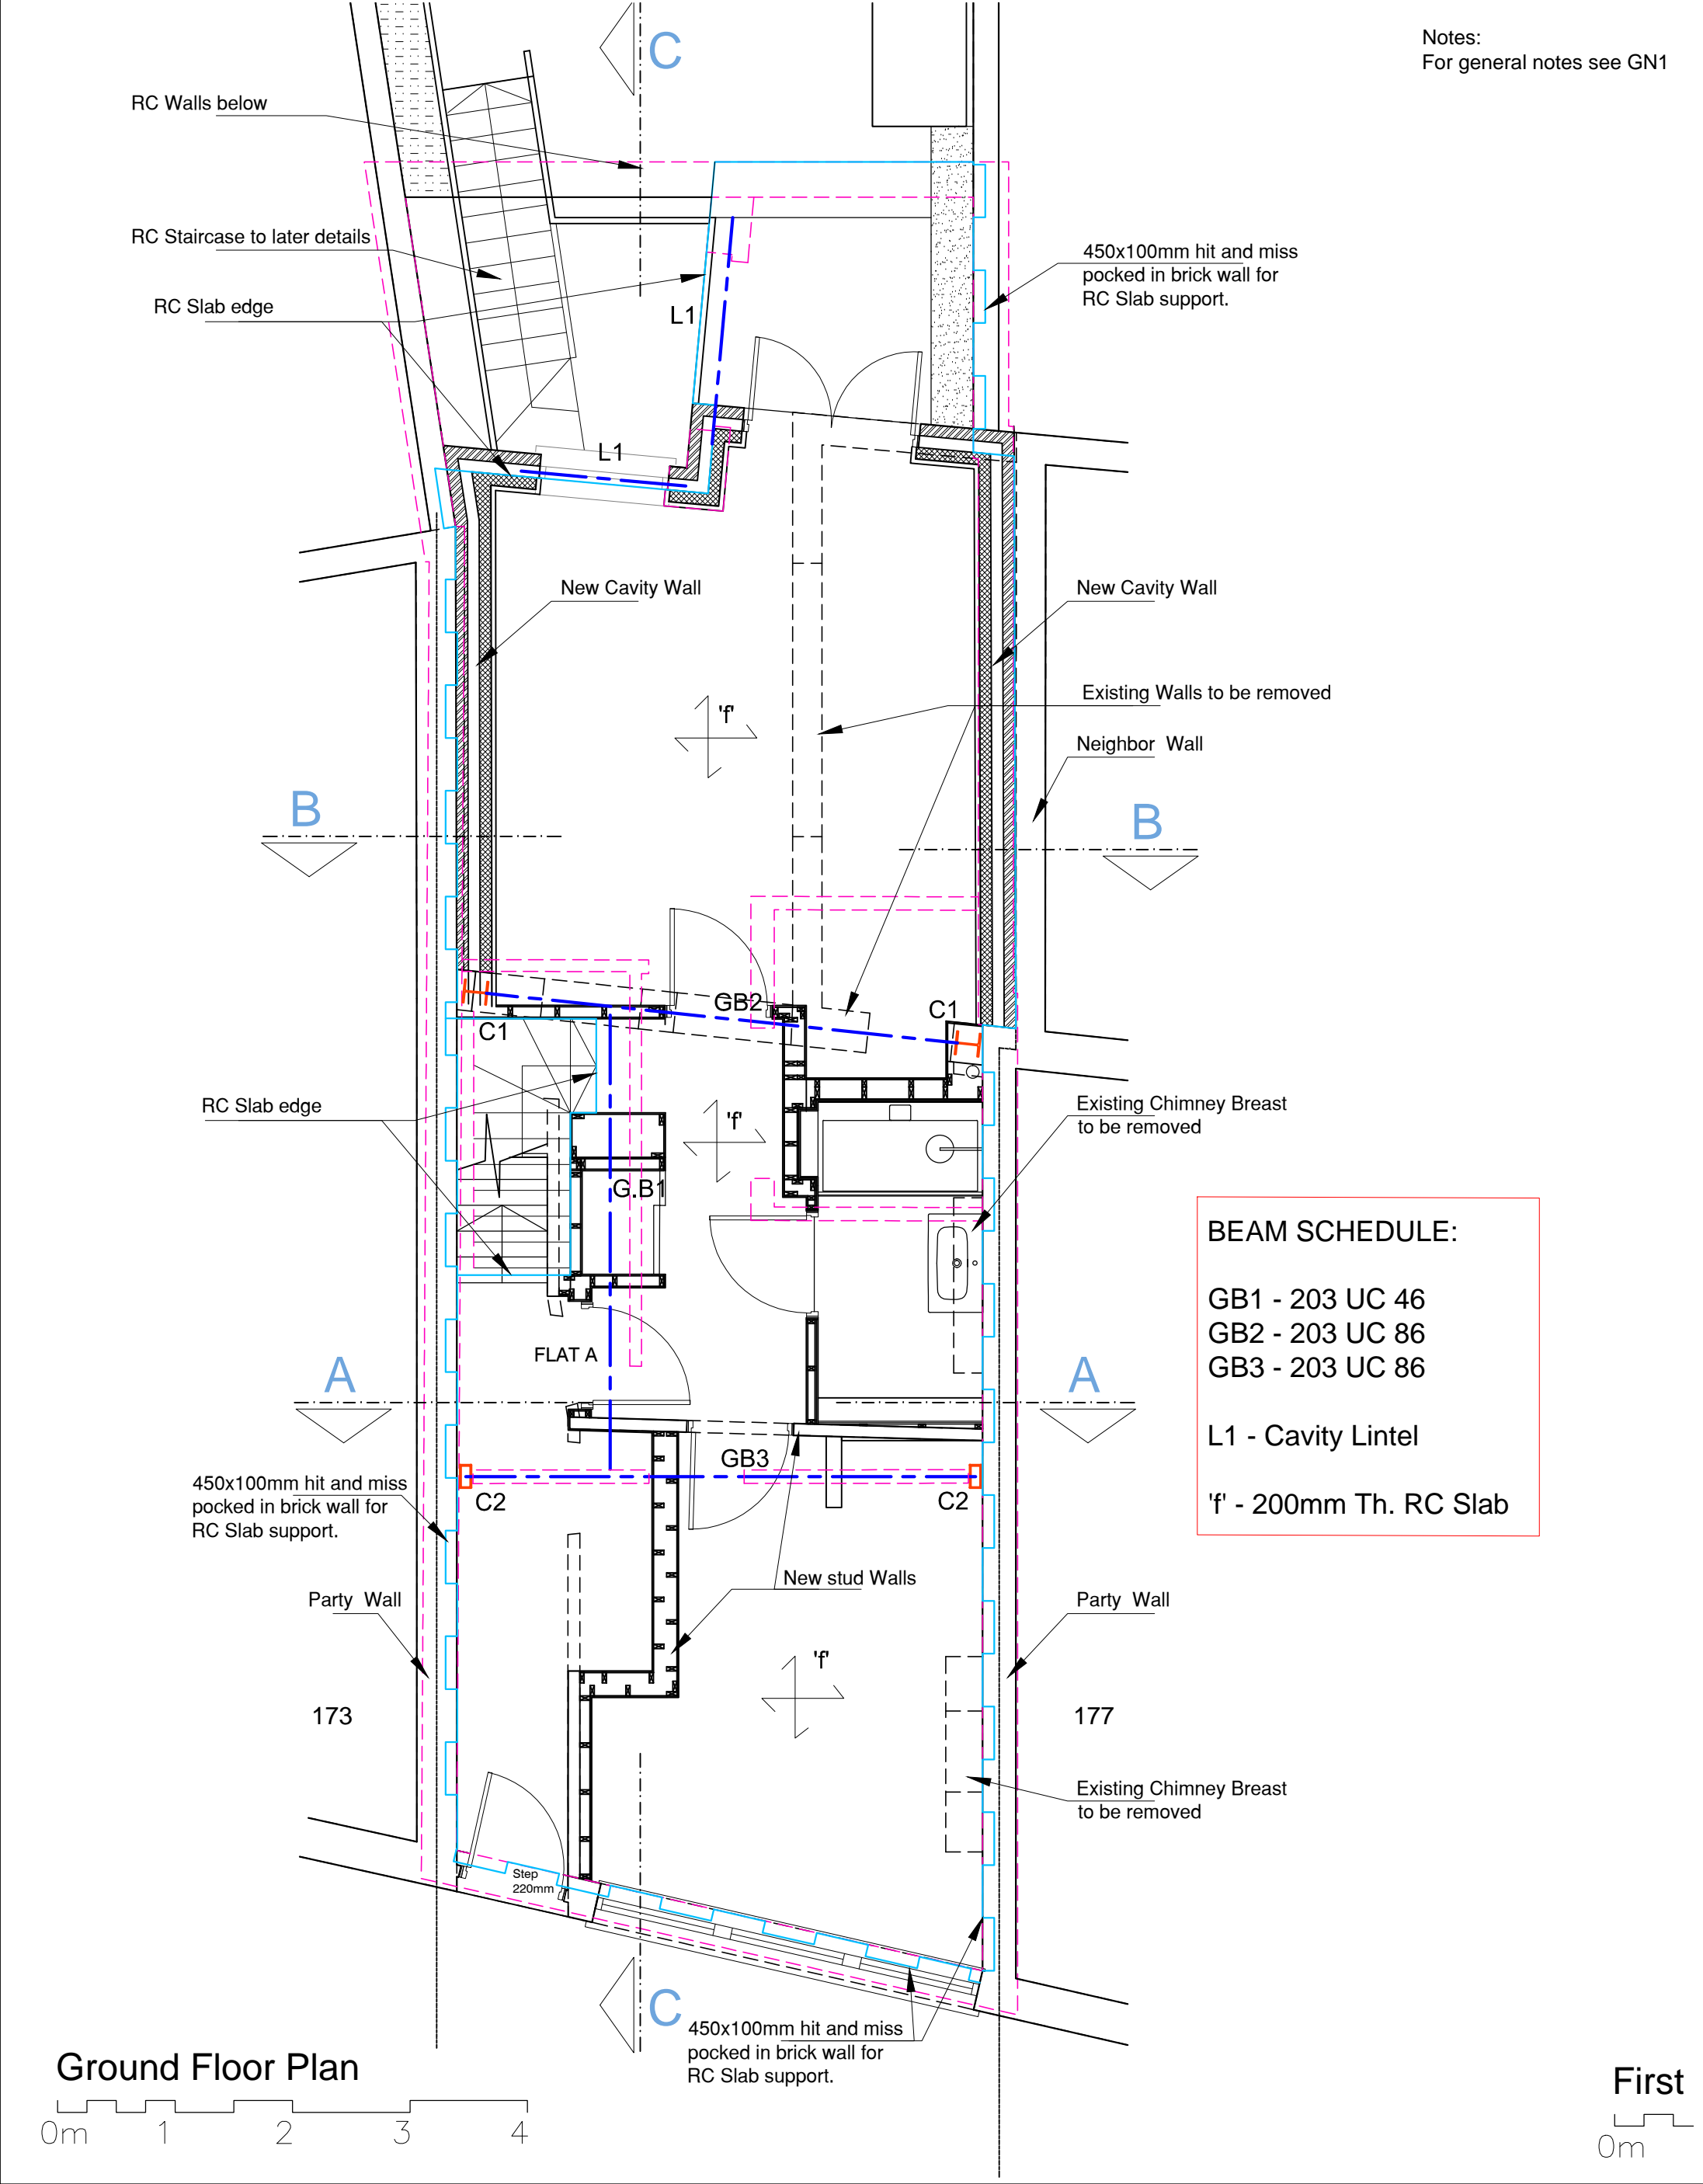 C
Notes:
For general notes see GN1
RC Walls below
RC Staircase to later details
450x100mm hit and miss
pocked in brick wall for
RC Slab support.
RC Slab edge
L1
L1
New Cavity Wall
New Cavity Wall
Existing Walls to be removed
'f'
Neighbor Wall
B
B
GB2
C1
C1
RC Slab edge
Existing Chimney Breast
to be removed
'f'
G.B1
BEAM SCHEDULE:
GB1 - 203 UC 46
GB2 - 203 UC 86
GB3 - 203 UC 86
L1 - Cavity Lintel
'f' - 200mm Th. RC Slab
FLAT A
A
A
GB3
450x100mm hit and miss
pocked in brick wall for
RC Slab support.
C2
C2
New stud Walls
Party Wall
Party Wall
'f'
173
177
Existing Chimney Breast
to be removed
Step
220mm
C
450x100mm hit and miss
pocked in brick wall for
RC Slab support.
Ground Floor Plan
0m 1 2 3 4
First
0m